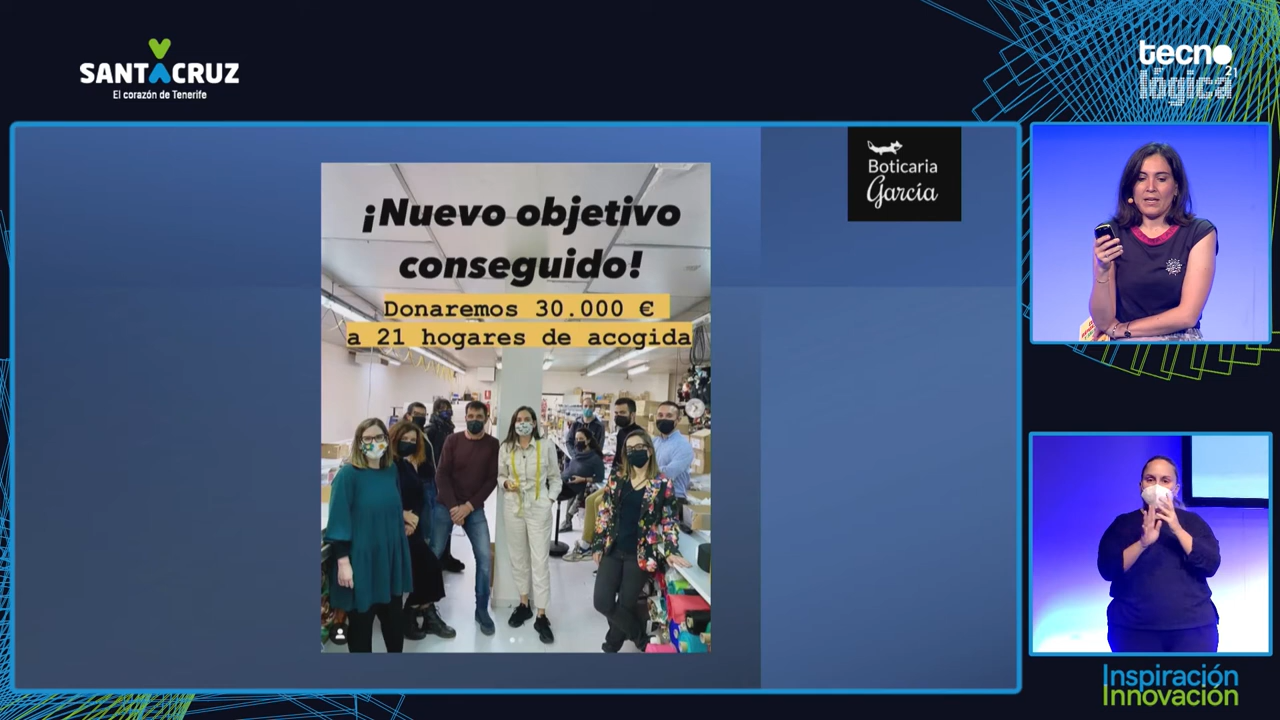 SANTACRUZ
El corazón de Tenerife
tecno
lógica
21
Boticaria
García
¡Nuevo objetivo
conseguido!
Donaremos 30.000 €
a 21 hogares de acogida
Inspiración
Innovación